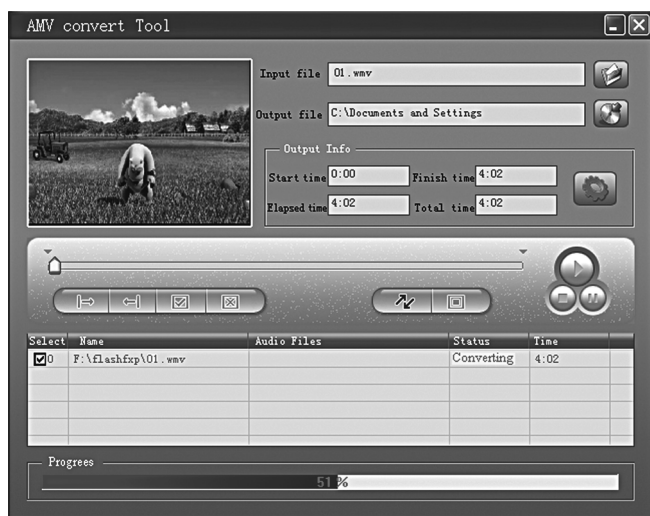 AMV convert Tool
Input file 01.wmv
Output file C:\Documents and Settings
Output Info
Start time 0:00 Finish time 4:02
Elapsed time 4:02 Total time 4:02
Select Name Audio Files Status Time
0 F:\flashfxp\01.wmv Converting 4:02
Progrees
51 %